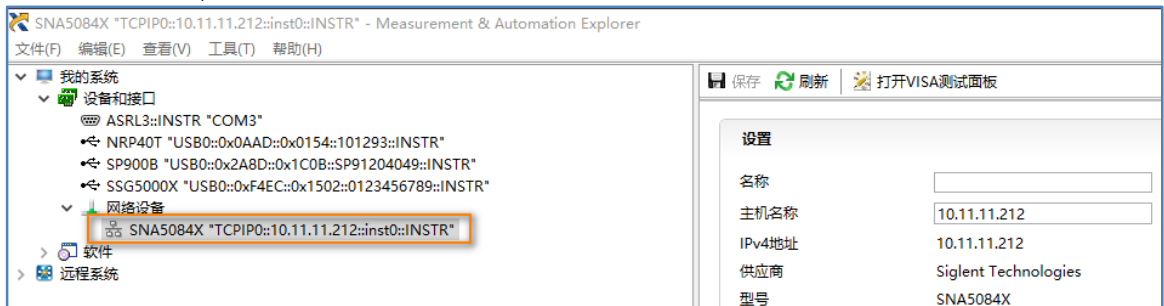 SNA5084X "TCPIP0::10.11.11.212::inst0::INSTR" - Measurement & Automation Explorer
文件(F) 编辑(E) 查看(V) 工具(T) 帮助(H)
我的系统
设备和接口
ASRL3::INSTR "COM3"
NRP40T "USB0::0x0AAD::0x0154::101293::INSTR"
SP900B "USB0::0x2A8D::0x1C0B::SP91204049::INSTR"
SSG5000X "USB0::0xF4EC::0x1502::0123456789::INSTR"
网络设备
SNA5084X "TCPIP0::10.11.11.212::inst0::INSTR"
软件
远程系统
保存 刷新 打开VISA测试面板
设置
名称
主机名称 10.11.11.212
IPv4地址 10.11.11.212
供应商 Siglent Technologies
型号 SNA5084X